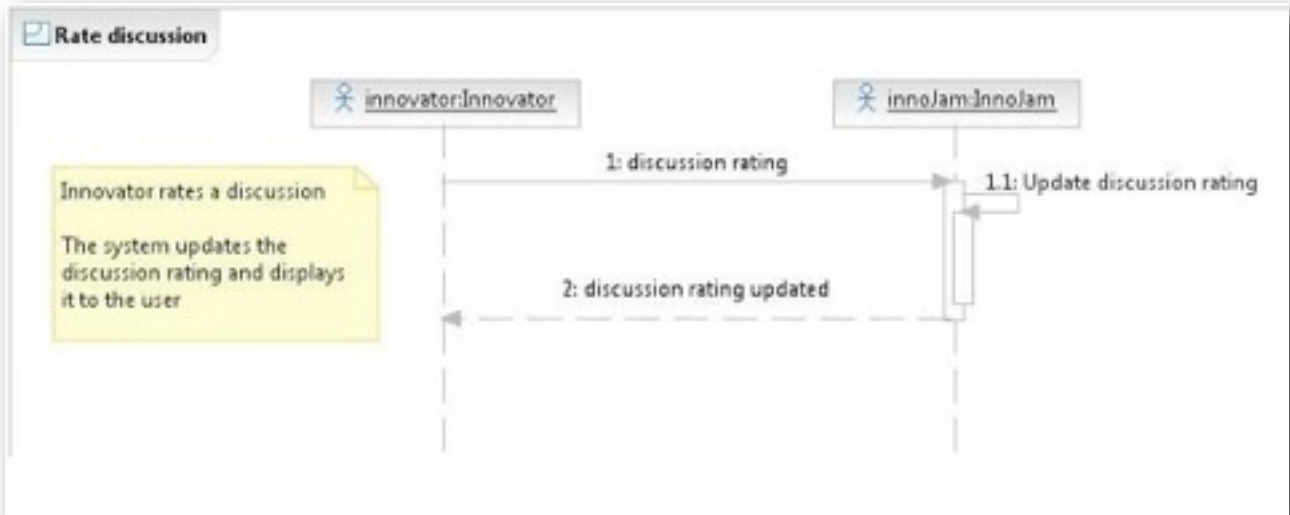 Rate discussion
innovator:Innovator
innoJam:InnoJam
1: discussion rating
1.1: Update discussion rating
Innovator rates a discussion
The system updates the
discussion rating and displays
it to the user
2: discussion rating updated